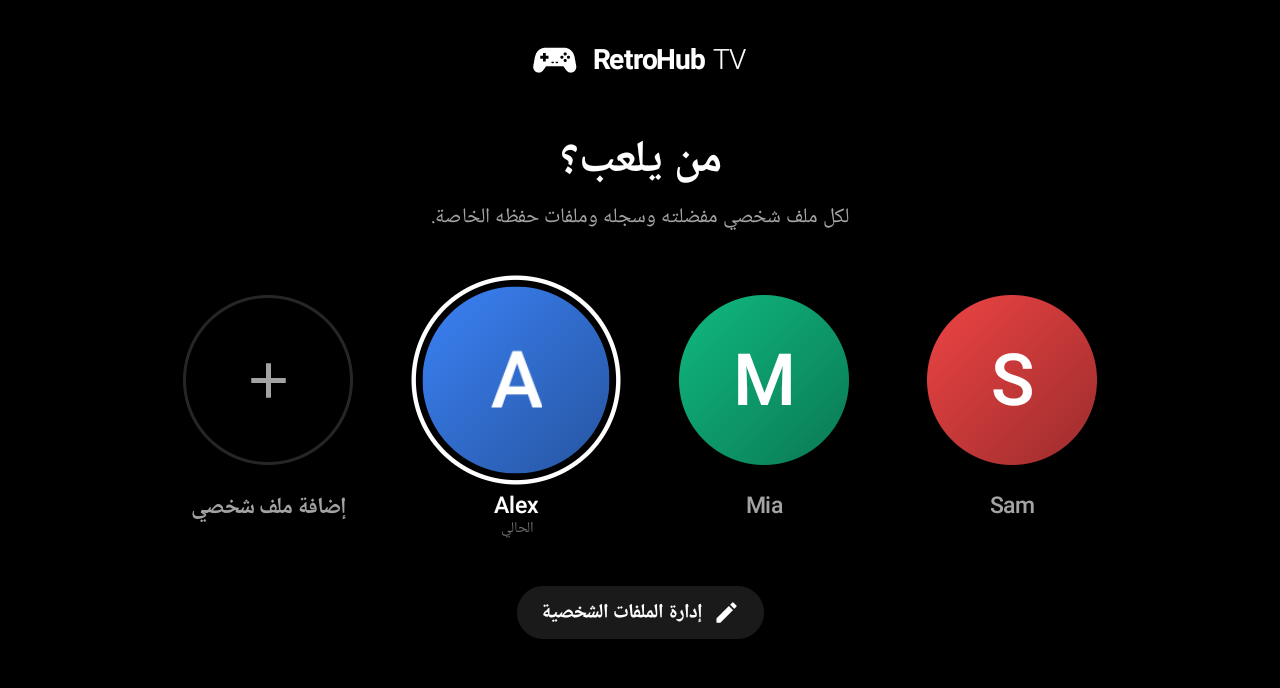 RetroHub TV
من يلعب؟
لكل ملف شخصي مفضلته وسجله وملفات حفظه الخاصة.
S
M
A
+
Sam
Mia
Alex
إضافة ملف شخصي
الحالي
إدارة الملفات الشخصية